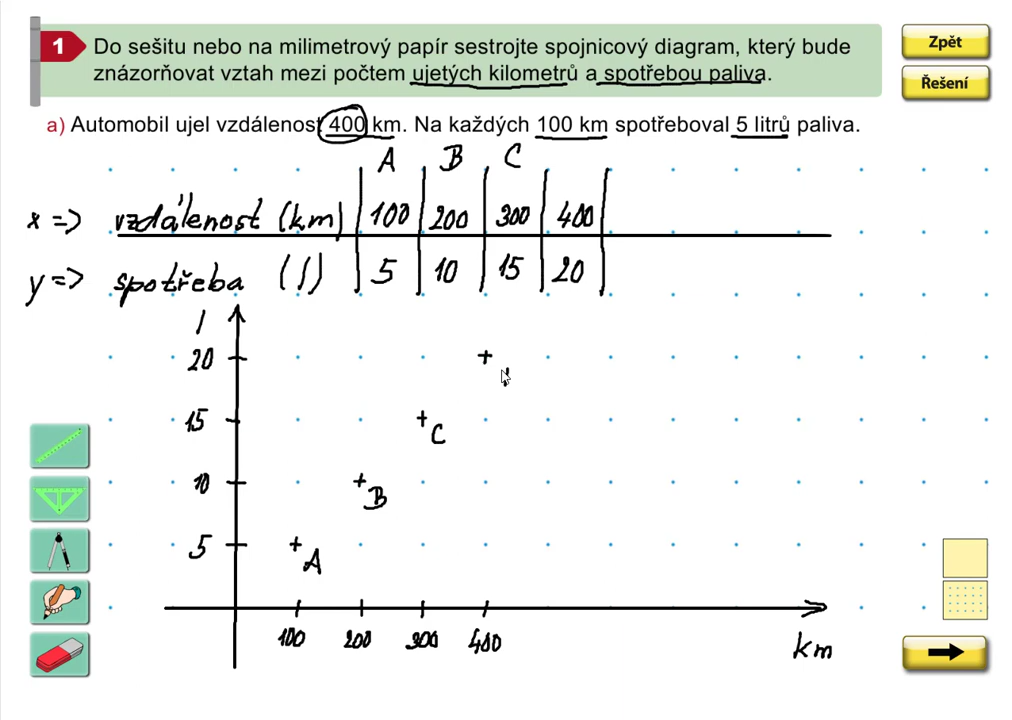 1 Do sešitu nebo na milimetrový papír sestrojte spojnicový diagram, který bude
znázorňovat vztah mezi počtem ujetých kilometrů a spotřebou paliva.
Zpět
Řešení
a) Automobil ujel vzdálenost 400 km. Na každých 100 km spotřeboval 5 litrů paliva.
A B C
x => vzdálenost (km) 100 200 300 400
y => spotřeba (l) 5 10 15 20
l
20
15 C
10 B
5 A
100 200 300 400 km